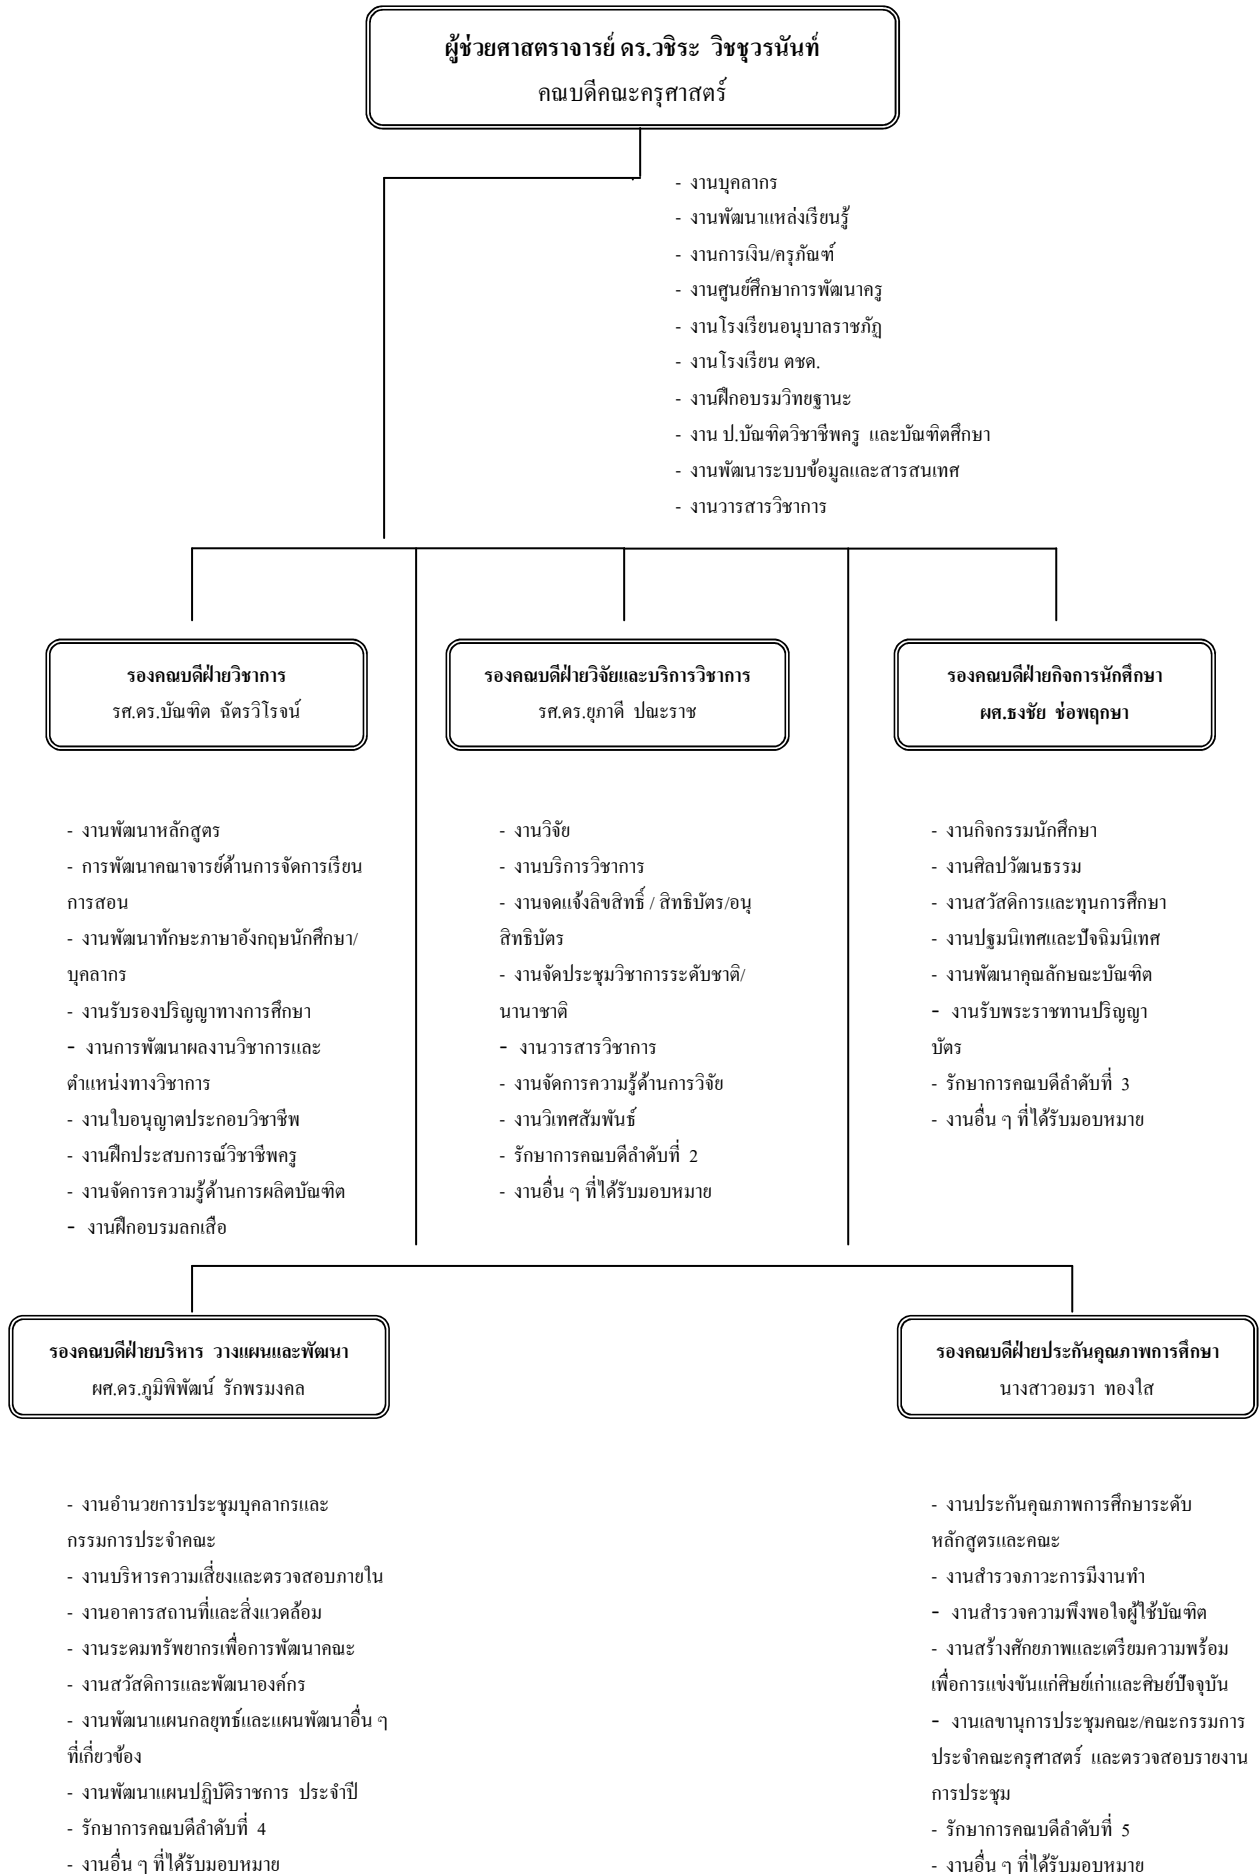 ผู้ช่วยศาสตราจารย์ ดร.วชิระ วิชชุวรนันท์
คณบดีคณะครุศาสตร์
- งานบุคลากร
- งานพัฒนาแหล่งเรียนรู้
- งานการเงิน/ครุภัณฑ์
- งานศูนย์ศึกษาการพัฒนาครู
- งานโรงเรียนอนุบาลราชภัฏ
- งานโรงเรียน ตชด.
- งานฝึกอบรมวิทยฐานะ
- งาน ป.บัณฑิตวิชาชีพครู และบัณฑิตศึกษา
- งานพัฒนาระบบข้อมูลและสารสนเทศ
- งานวารสารวิชาการ
รองคณบดีฝ่ายวิชาการ
รศ.ดร.บัณฑิต ฉัตรวิโรจน์
- งานพัฒนาหลักสูตร
- การพัฒนาคณาจารย์ด้านการจัดการเรียน
การสอน
- งานพัฒนาทักษะภาษาอังกฤษนักศึกษา/
บุคลากร
- งานรับรองปริญญาทางการศึกษา
- งานการพัฒนาผลงานวิชาการและ
ตำแหน่งทางวิชาการ
- งานใบอนุญาตประกอบวิชาชีพ
- งานฝึกประสบการณ์วิชาชีพครู
- งานจัดการความรู้ด้านการผลิตบัณฑิต
- งานฝึกอบรมลูกเสือ
รองคณบดีฝ่ายวิจัยและบริการวิชาการ
รศ.ดร.ยุภาดี ปณะราช
- งานวิจัย
- งานบริการวิชาการ
- งานจดแจ้งลิขสิทธิ์ / สิทธิบัตร/อนุ
สิทธิบัตร
- งานจัดประชุมวิชาการระดับชาติ/
นานาชาติ
- งานวารสารวิชาการ
- งานจัดการความรู้ด้านการวิจัย
- งานวิเทศสัมพันธ์
- รักษาการคณบดีลำดับที่ 2
- งานอื่น ๆ ที่ได้รับมอบหมาย
รองคณบดีฝ่ายกิจการนักศึกษา
ผศ.ธงชัย ช่อพฤกษา
- งานกิจกรรมนักศึกษา
- งานศิลปวัฒนธรรม
- งานสวัสดิการและทุนการศึกษา
- งานปฐมนิเทศและปัจฉิมนิเทศ
- งานพัฒนาคุณลักษณะบัณฑิต
- งานรับพระราชทานปริญญา
บัตร
- รักษาการคณบดีลำดับที่ 3
- งานอื่น ๆ ที่ได้รับมอบหมาย
รองคณบดีฝ่ายบริหาร วางแผนและพัฒนา
ผศ.ดร.ภูมิพิพัฒน์ รักพรมงคล
- งานอำนวยการประชุมบุคลากรและ
กรรมการประจำคณะ
- งานบริหารความเสี่ยงและตรวจสอบภายใน
- งานอาคารสถานที่และสิ่งแวดล้อม
- งานระดมทรัพยากรเพื่อการพัฒนาคณะ
- งานสวัสดิการและพัฒนาองค์กร
- งานพัฒนาแผนกลยุทธ์และแผนพัฒนาอื่น ๆ
ที่เกี่ยวข้อง
- งานพัฒนาแผนปฏิบัติราชการ ประจำปี
- รักษาการคณบดีลำดับที่ 4
- งานอื่น ๆ ที่ได้รับมอบหมาย
รองคณบดีฝ่ายประกันคุณภาพการศึกษา
นางสาวอมรา ทองใส
- งานประกันคุณภาพการศึกษาระดับ
หลักสูตรและคณะ
- งานสำรวจภาวะการมีงานทำ
- งานสำรวจความพึงพอใจผู้ใช้บัณฑิต
- งานสร้างศักยภาพและเตรียมความพร้อม
เพื่อการแข่งขันแก่ศิษย์เก่าและศิษย์ปัจจุบัน
- งานเลขานุการประชุมคณะ/คณะกรรมการ
ประจำคณะครุศาสตร์ และตรวจสอบรายงาน
การประชุม
- รักษาการคณบดีลำดับที่ 5
- งานอื่น ๆ ที่ได้รับมอบหมาย